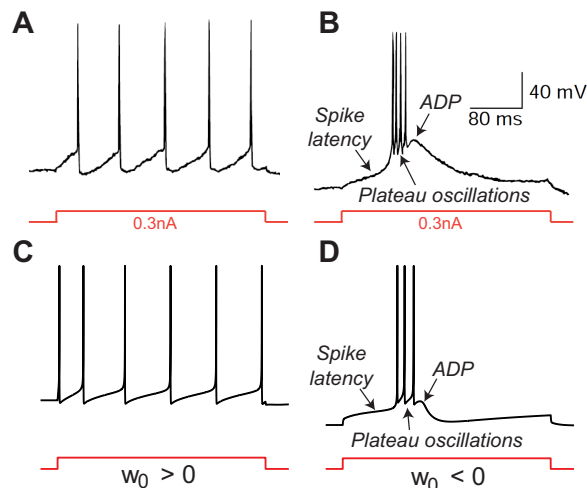 A
B
ADP
40 mV
80 ms
Spike
latency
Plateau oscillations
0.3nA
0.3nA
C
D
Spike
latency
ADP
Plateau oscillations
w₀ > 0
w₀ < 0